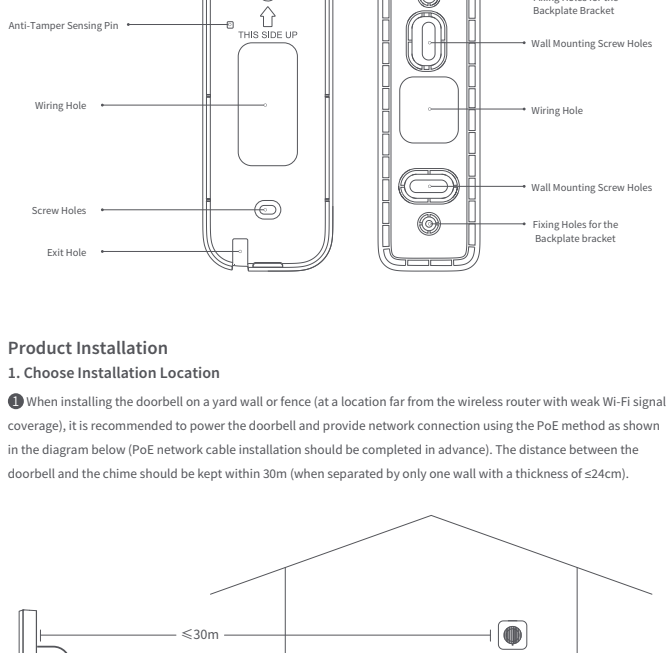 Fixing Holes for the
Backplate Bracket
Anti-Tamper Sensing Pin
THIS SIDE UP
Wall Mounting Screw Holes
Wiring Hole
Wiring Hole
Wall Mounting Screw Holes
Screw Holes
Fixing Holes for the
Backplate bracket
Exit Hole
Product Installation
1. Choose Installation Location
1 When installing the doorbell on a yard wall or fence (at a location far from the wireless router with weak Wi-Fi signal
coverage), it is recommended to power the doorbell and provide network connection using the PoE method as shown
in the diagram below (PoE network cable installation should be completed in advance). The distance between the
doorbell and the chime should be kept within 30m (when separated by only one wall with a thickness of ≤24cm).
≤30m